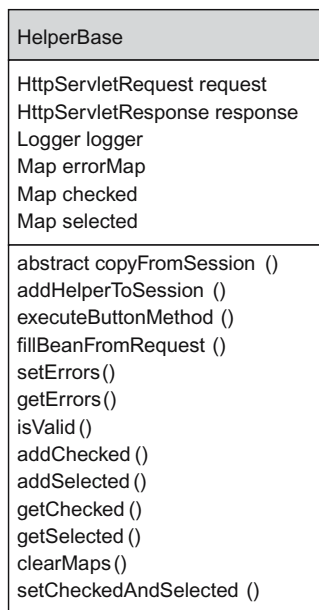 HelperBase
HttpServletRequest request
HttpServletResponse response
Logger logger
Map errorMap
Map checked
Map selected
abstract copyFromSession ()
addHelperToSession ()
executeButtonMethod ()
fillBeanFromRequest ()
setErrors()
getErrors()
isValid()
addChecked ()
addSelected ()
getChecked ()
getSelected ()
clearMaps()
setCheckedAndSelected ()